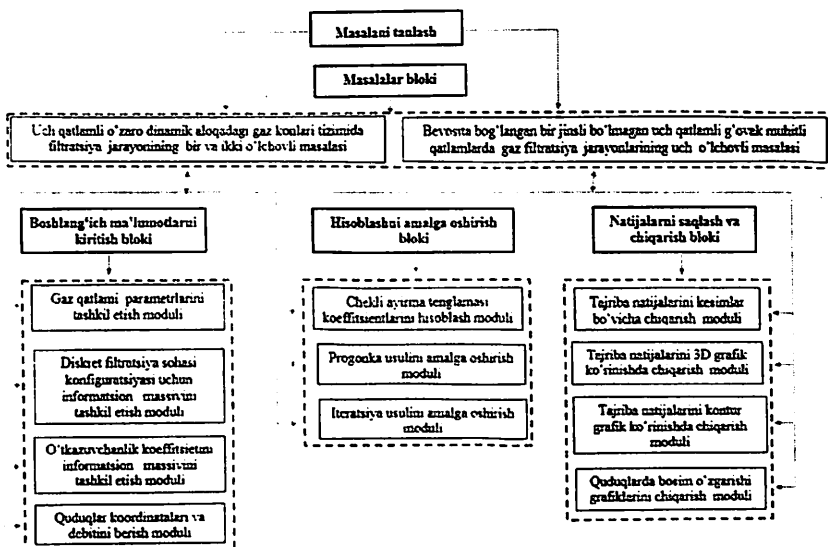 Masalani tanlash
Masalalar bloki
Uch qatlamli o‘zaro dinamik aloqadagi gaz konlari tizimida
filtratsiya jarayonining bir va ikki o‘lchovli masalasi
Bevosita bog‘langan bir jinsli bo‘lmagan uch qatlamli g‘ovak muhitli
qatlamlarda gaz filtratsiya jarayonlarining uch o‘lchovli masalasi
Boshlang‘ich ma’lumotlarni
kiritish bloki
Gaz qatlami parametrlarini
tashkil etish moduli
Diskret filtratsiya sohasi
konfiguratsiyasi uchun
informatsion massivini
tashkil etish moduli
O‘tkazuvchanlik koeffitsietini
informatsion massivini
tashkil etish moduli
Quduqlar koordinatalari va
debitini berish moduli
Hisoblashni amalga oshirish
bloki
Chekli ayirma tenglamasi
koeffitsientlarini hisoblash moduli
Progonka usulini amalga oshirish
moduli
Iteratsiya usulini amalga oshirish
moduli
Natijalarni saqlash va
chiqarish bloki
Tajriba natijalarini kesimlar
bo‘yicha chiqarish moduli
Tajriba natijalarini 3D grafik
ko‘rinishda chiqarish moduli
Tajriba natijalarini kontur
grafik ko‘rinishda chiqarish
moduli
Quduqlarda bosim o‘zgarishi
grafiklarini chiqarish moduli